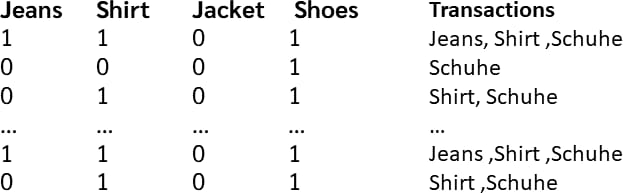 Jeans Shirt Jacket Shoes Transactions
1 1 0 1 Jeans, Shirt ,Schuhe
0 0 0 1 Schuhe
0 1 0 1 Shirt, Schuhe
... ... ... ... ...
1 1 0 1 Jeans ,Shirt ,Schuhe
0 1 0 1 Shirt ,Schuhe